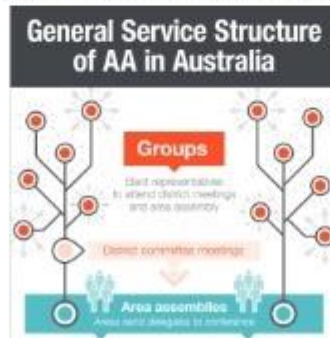 General Service Structure
of AA in Australia
Groups
Elect representatives
to attend district meetings
and area assembly
District committee meetings
Area assemblies
Areas send delegates to conference